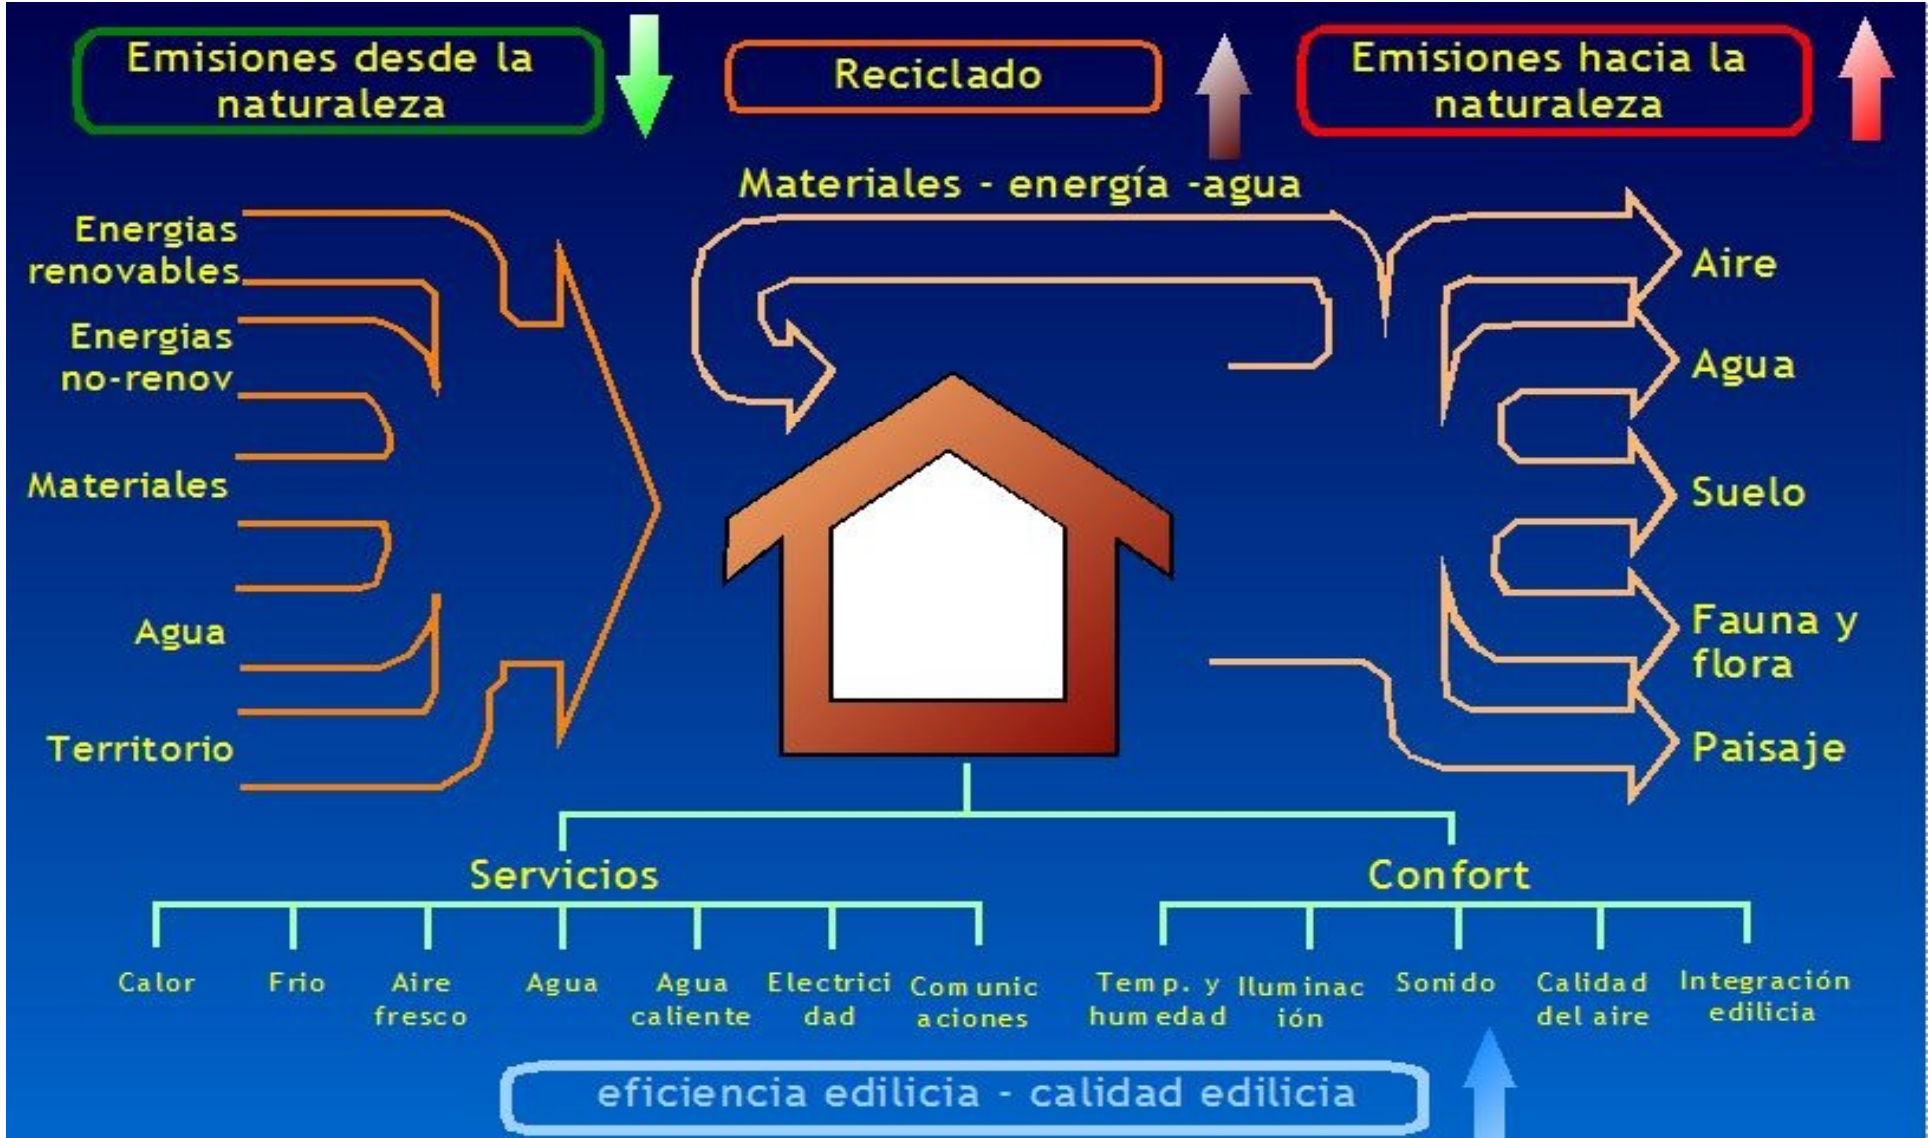 Emisiones desde la
naturaleza
Reciclado
Emisiones hacia la
naturaleza
Materiales - energía -agua
Energias
renovables
Energias
no-renov
Materiales
Agua
Territorio
Aire
Agua
Suelo
Fauna y
flora
Paisaje
Servicios
Confort
Calor
Frio
Aire
fresco
Agua
Agua
caliente
Electrici
dad
Comunic
aciones
Temp. y
humedad
Iluminac
ión
Sonido
Calidad
del aire
Integración
edilicia
eficiencia edilicia - calidad edilicia